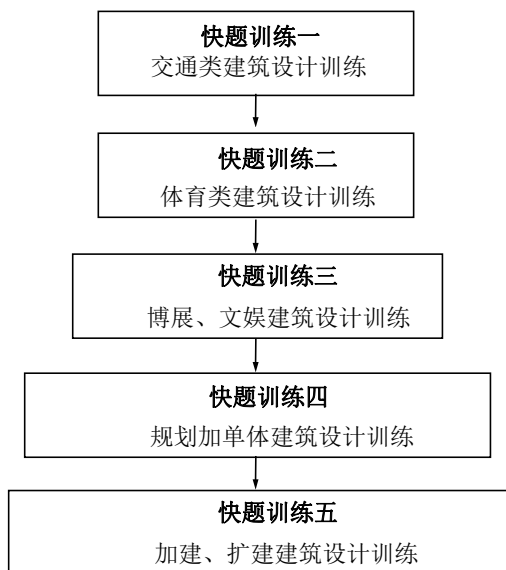 快题训练一
交通类建筑设计训练
快题训练二
体育类建筑设计训练
快题训练三
博展、文娱建筑设计训练
快题训练四
规划加单体建筑设计训练
快题训练五
加建、扩建建筑设计训练